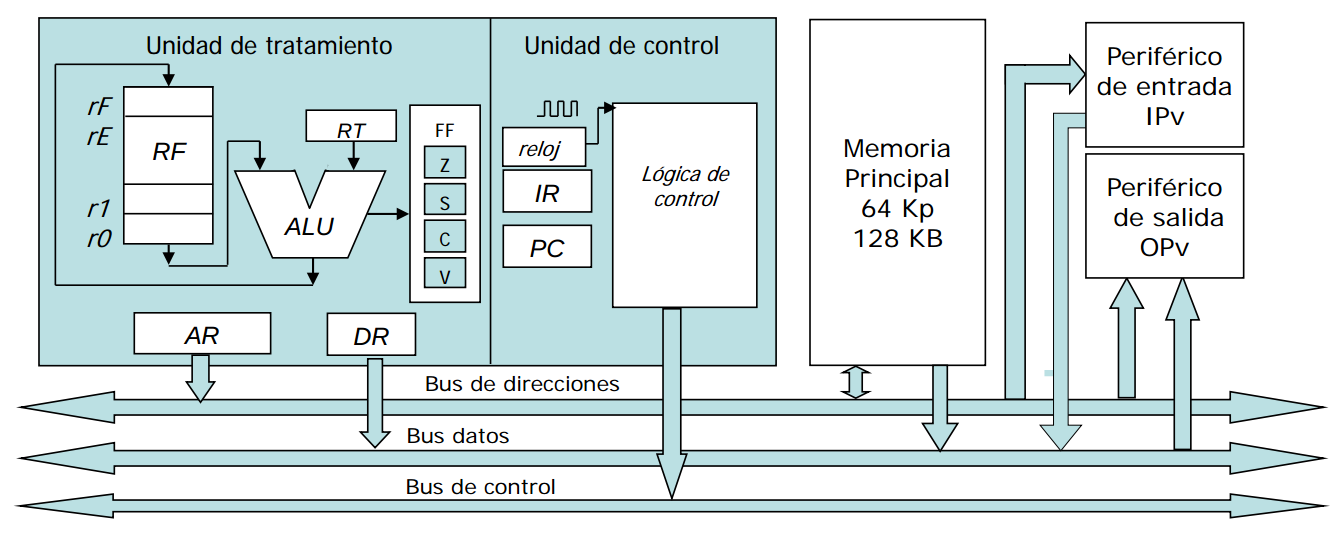 Unidad de tratamiento
Unidad de control
rF
rE
r1
r0
RF
RT
ALU
FF
Z
S
C
V
AR
DR
reloj
IR
PC
Lógica de
control
Memoria
Principal
64 Kp
128 KB
Periférico
de entrada
IPv
Periférico
de salida
OPv
Bus de direcciones
Bus datos
Bus de control